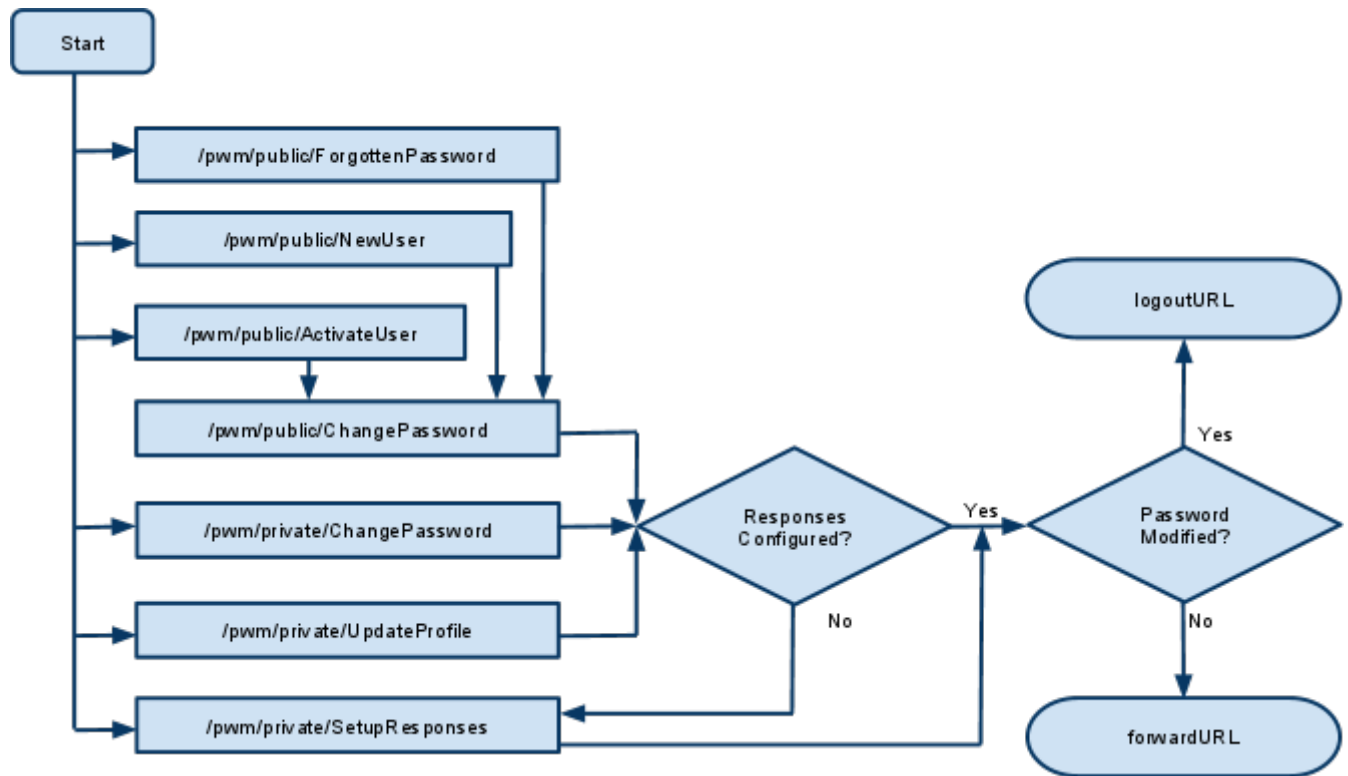 Start
/pwm/public/ForgottenPassword
/pwm/public/NewUser
/pwm/public/ActivateUser
/pwm/public/ChangePassword
/pwm/private/ChangePassword
/pwm/private/UpdateProfile
/pwm/private/SetupResponses
Responses
Configured?
Yes
No
Password
Modified?
Yes
No
logoutURL
forwardURL